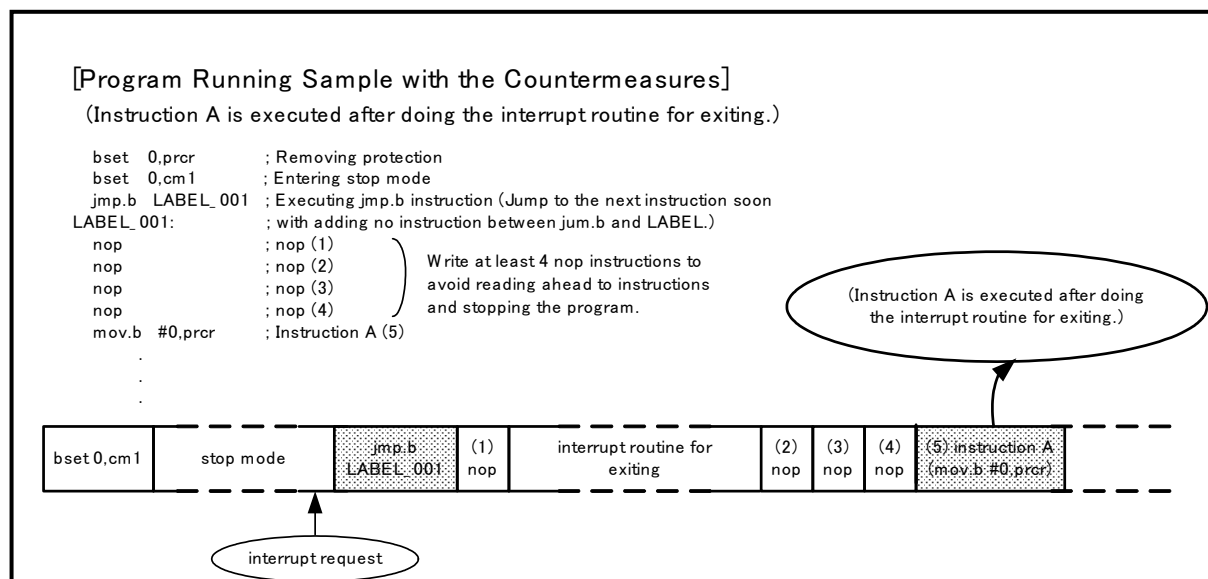 [Program Running Sample with the Countermeasures]
(Instruction A is executed after doing the interrupt routine for exiting.)
bset 0,prcr ; Removing protection
bset 0,cm1 ; Entering stop mode
jmp.b LABEL_001 ; Executing jmp.b instruction (Jump to the next instruction soon
LABEL_001: ; with adding no instruction between jum.b and LABEL.)
nop ; nop (1)
nop ; nop (2)
nop ; nop (3)
nop ; nop (4)
Write at least 4 nop instructions to
avoid reading ahead to instructions
and stopping the program.
mov.b #0,prcr ; Instruction A (5)
.
.
.
(Instruction A is executed after doing
the interrupt routine for exiting.)
bset 0,cm1
stop mode
jmp.b
LABEL_001
(1)
nop
interrupt routine for
exiting
(2)
nop
(3)
nop
(4)
nop
(5) instruction A
(mov.b #0,prcr)
interrupt request